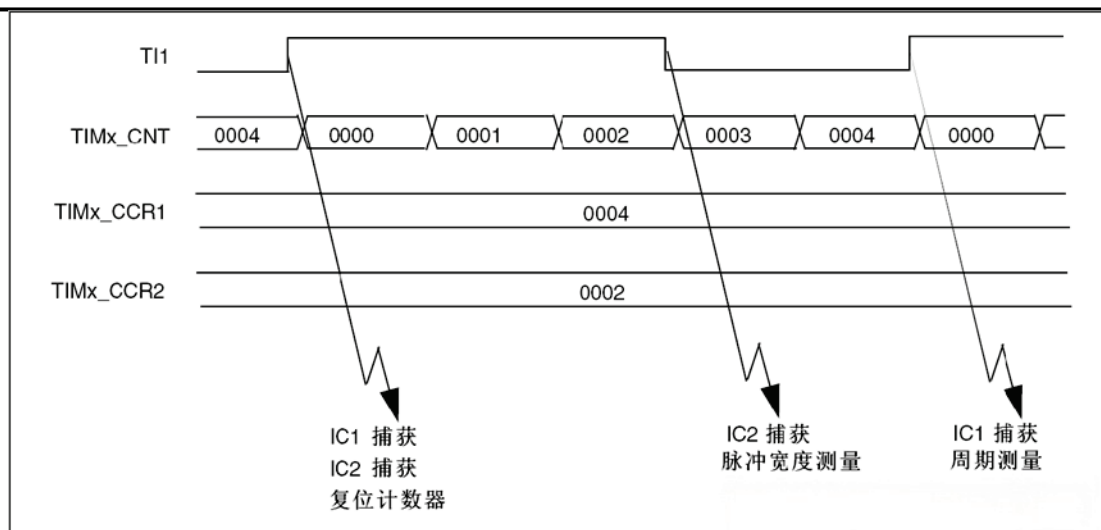 TI1
TIMx_CNT 0004 0000 0001 0002 0003 0004 0000
TIMx_CCR1 0004
TIMx_CCR2 0002
IC1 捕获
IC2 捕获
复位计数器
IC2 捕获
脉冲宽度测量
IC1 捕获
周期测量